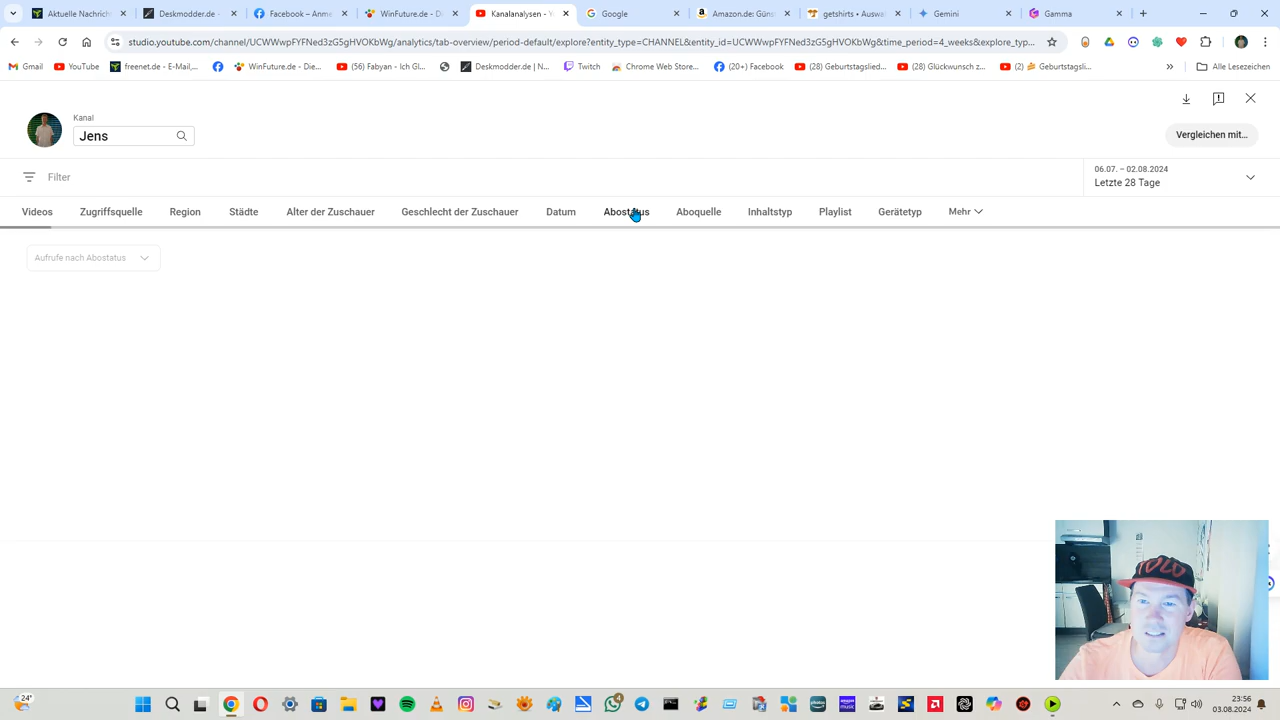 Aktuelle Nachrich
Deskmodder.de
Facebook – Anme
WinFuture.de - D
Kanalanalysen - Y
Google
Amazon.de: Güns
getshirts • Auswa
Gemini
Gamma
studio.youtube.com/channel/UCWWwpFYFNed3zG5gHVOKbWg/analytics/tab-overview/period-default/explore?entity_type=CHANNEL&entity_id=UCWWwpFYFNed3zG5gHVOKbWg&time_period=4_weeks&explore_typ...
Gmail
YouTube
freenet.de - E-Mail,...
WinFuture.de - Die...
(56) Fabyan - Ich Gl...
Deskmodder.de | N...
Twitch
Chrome Web Store...
(20+) Facebook
(28) Geburtstagslied...
(28) Glückwunsch z...
(2) Geburtstagsli...
Alle Lesezeichen
Kanal
Jens
Vergleichen mit...
Filter
06.07. – 02.08.2024
Letzte 28 Tage
Videos
Zugriffsquelle
Region
Städte
Alter der Zuschauer
Geschlecht der Zuschauer
Datum
Abostatus
Aboquelle
Inhaltstyp
Playlist
Gerätetyp
Mehr
Aufrufe nach Abostatus
YOLO
24°
4
23:56
03.08.2024